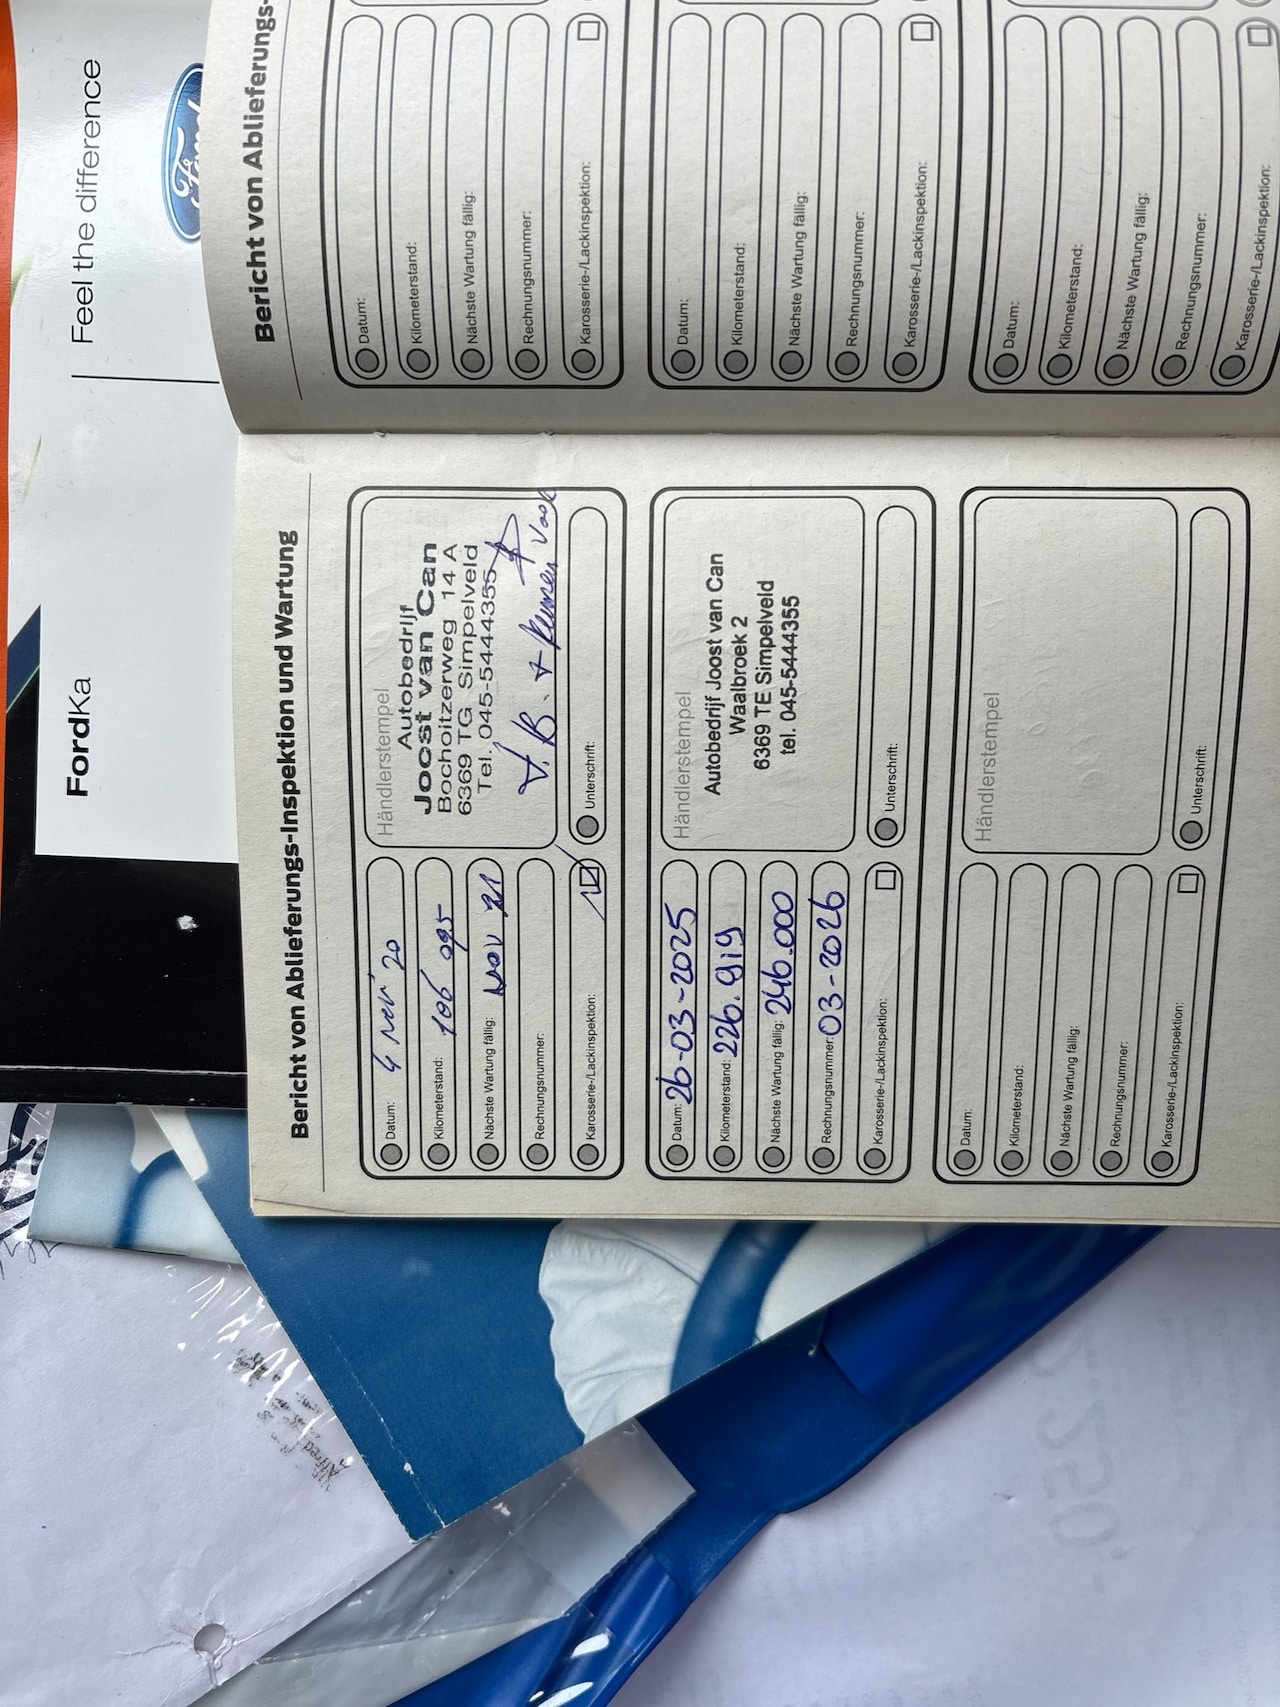 Feel the difference
Ford
FordKa
Bericht von Ablieferungs-
Datum:
Kilometerstand:
Nächste Wartung fällig:
Rechnungsnummer:
Karosserie-/Lackinspektion:
Datum:
Kilometerstand:
Nächste Wartung fällig:
Rechnungsnummer:
Karosserie-/Lackinspektion:
Datum:
Kilometerstand:
Nächste Wartung fällig:
Rechnungsnummer:
Karosserie-/Lackinspektion:
Bericht von Ablieferungs-Inspektion und Wartung
Datum: 4 nov '20
Kilometerstand: 106 095
Nächste Wartung fällig: nov 21
Rechnungsnummer:
Karosserie-/Lackinspektion:
Händlerstempel
Autobedrijf
Joost van Can
Bocholtzerweg 14 A
6369 TG Simpelveld
Tel. 045-5444355
Unterschrift:
Datum: 26-03-2025
Kilometerstand: 226.919
Nächste Wartung fällig: 246.000
Rechnungsnummer: 03-2026
Karosserie-/Lackinspektion:
Händlerstempel
Autobedrijf Joost van Can
Waalbroek 2
6369 TE Simpelveld
tel. 045-5444355
Unterschrift:
Datum:
Kilometerstand:
Nächste Wartung fällig:
Rechnungsnummer:
Karosserie-/Lackinspektion:
Händlerstempel
Unterschrift:
Alfred